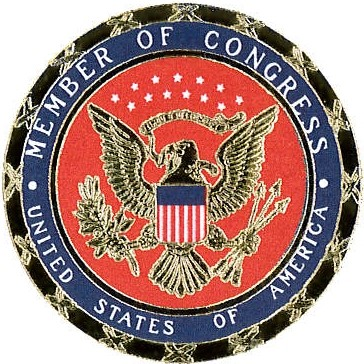 MEMBER OF CONGRESS
UNITED STATES OF AMERICA